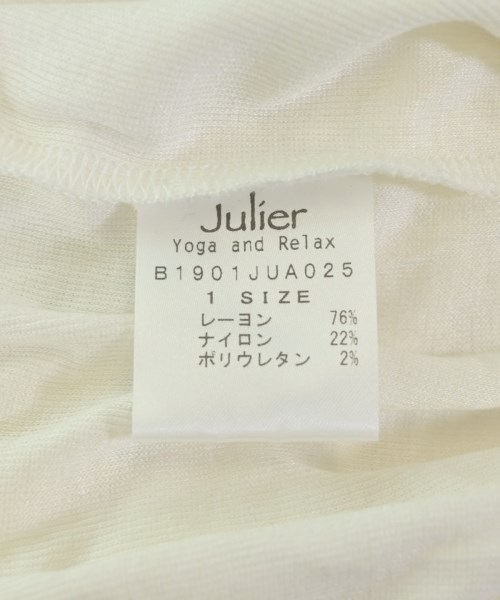 Julier
Yoga and Relax
B1901JUA025
1 SIZE
レーヨン 76%
ナイロン 22%
ポリウレタン 2%